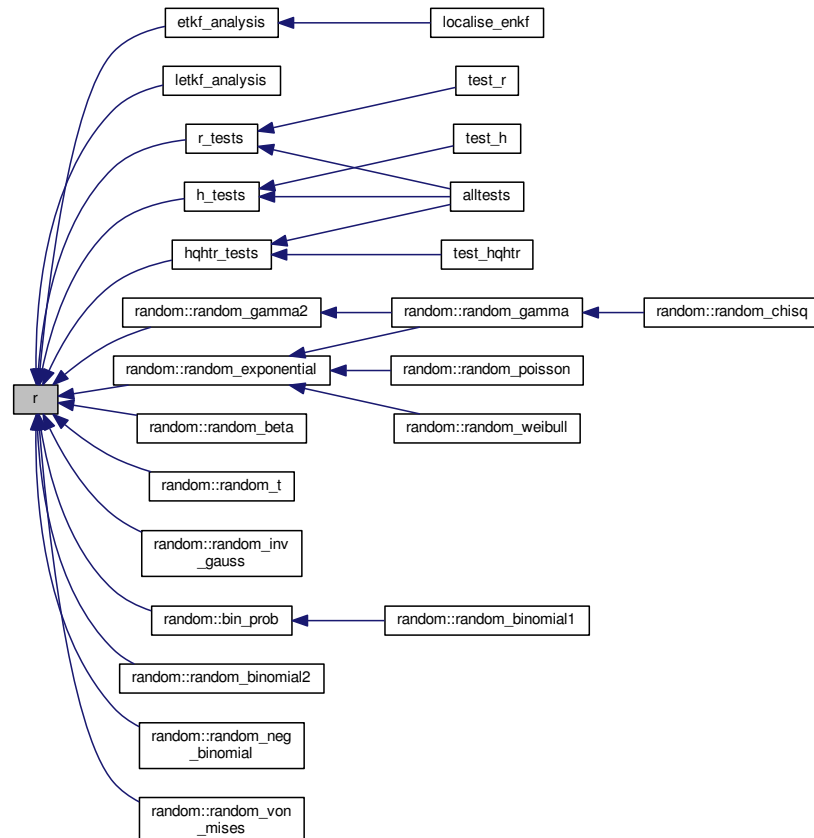 etkf_analysis
localise_enkf
letkf_analysis
test_r
r_tests
test_h
h_tests
alltests
hqhtr_tests
test_hqhtr
random::random_gamma2
random::random_gamma
random::random_chisq
random::random_exponential
random::random_poisson
r
random::random_beta
random::random_weibull
random::random_t
random::random_inv
_gauss
random::bin_prob
random::random_binomial1
random::random_binomial2
random::random_neg
_binomial
random::random_von
_mises